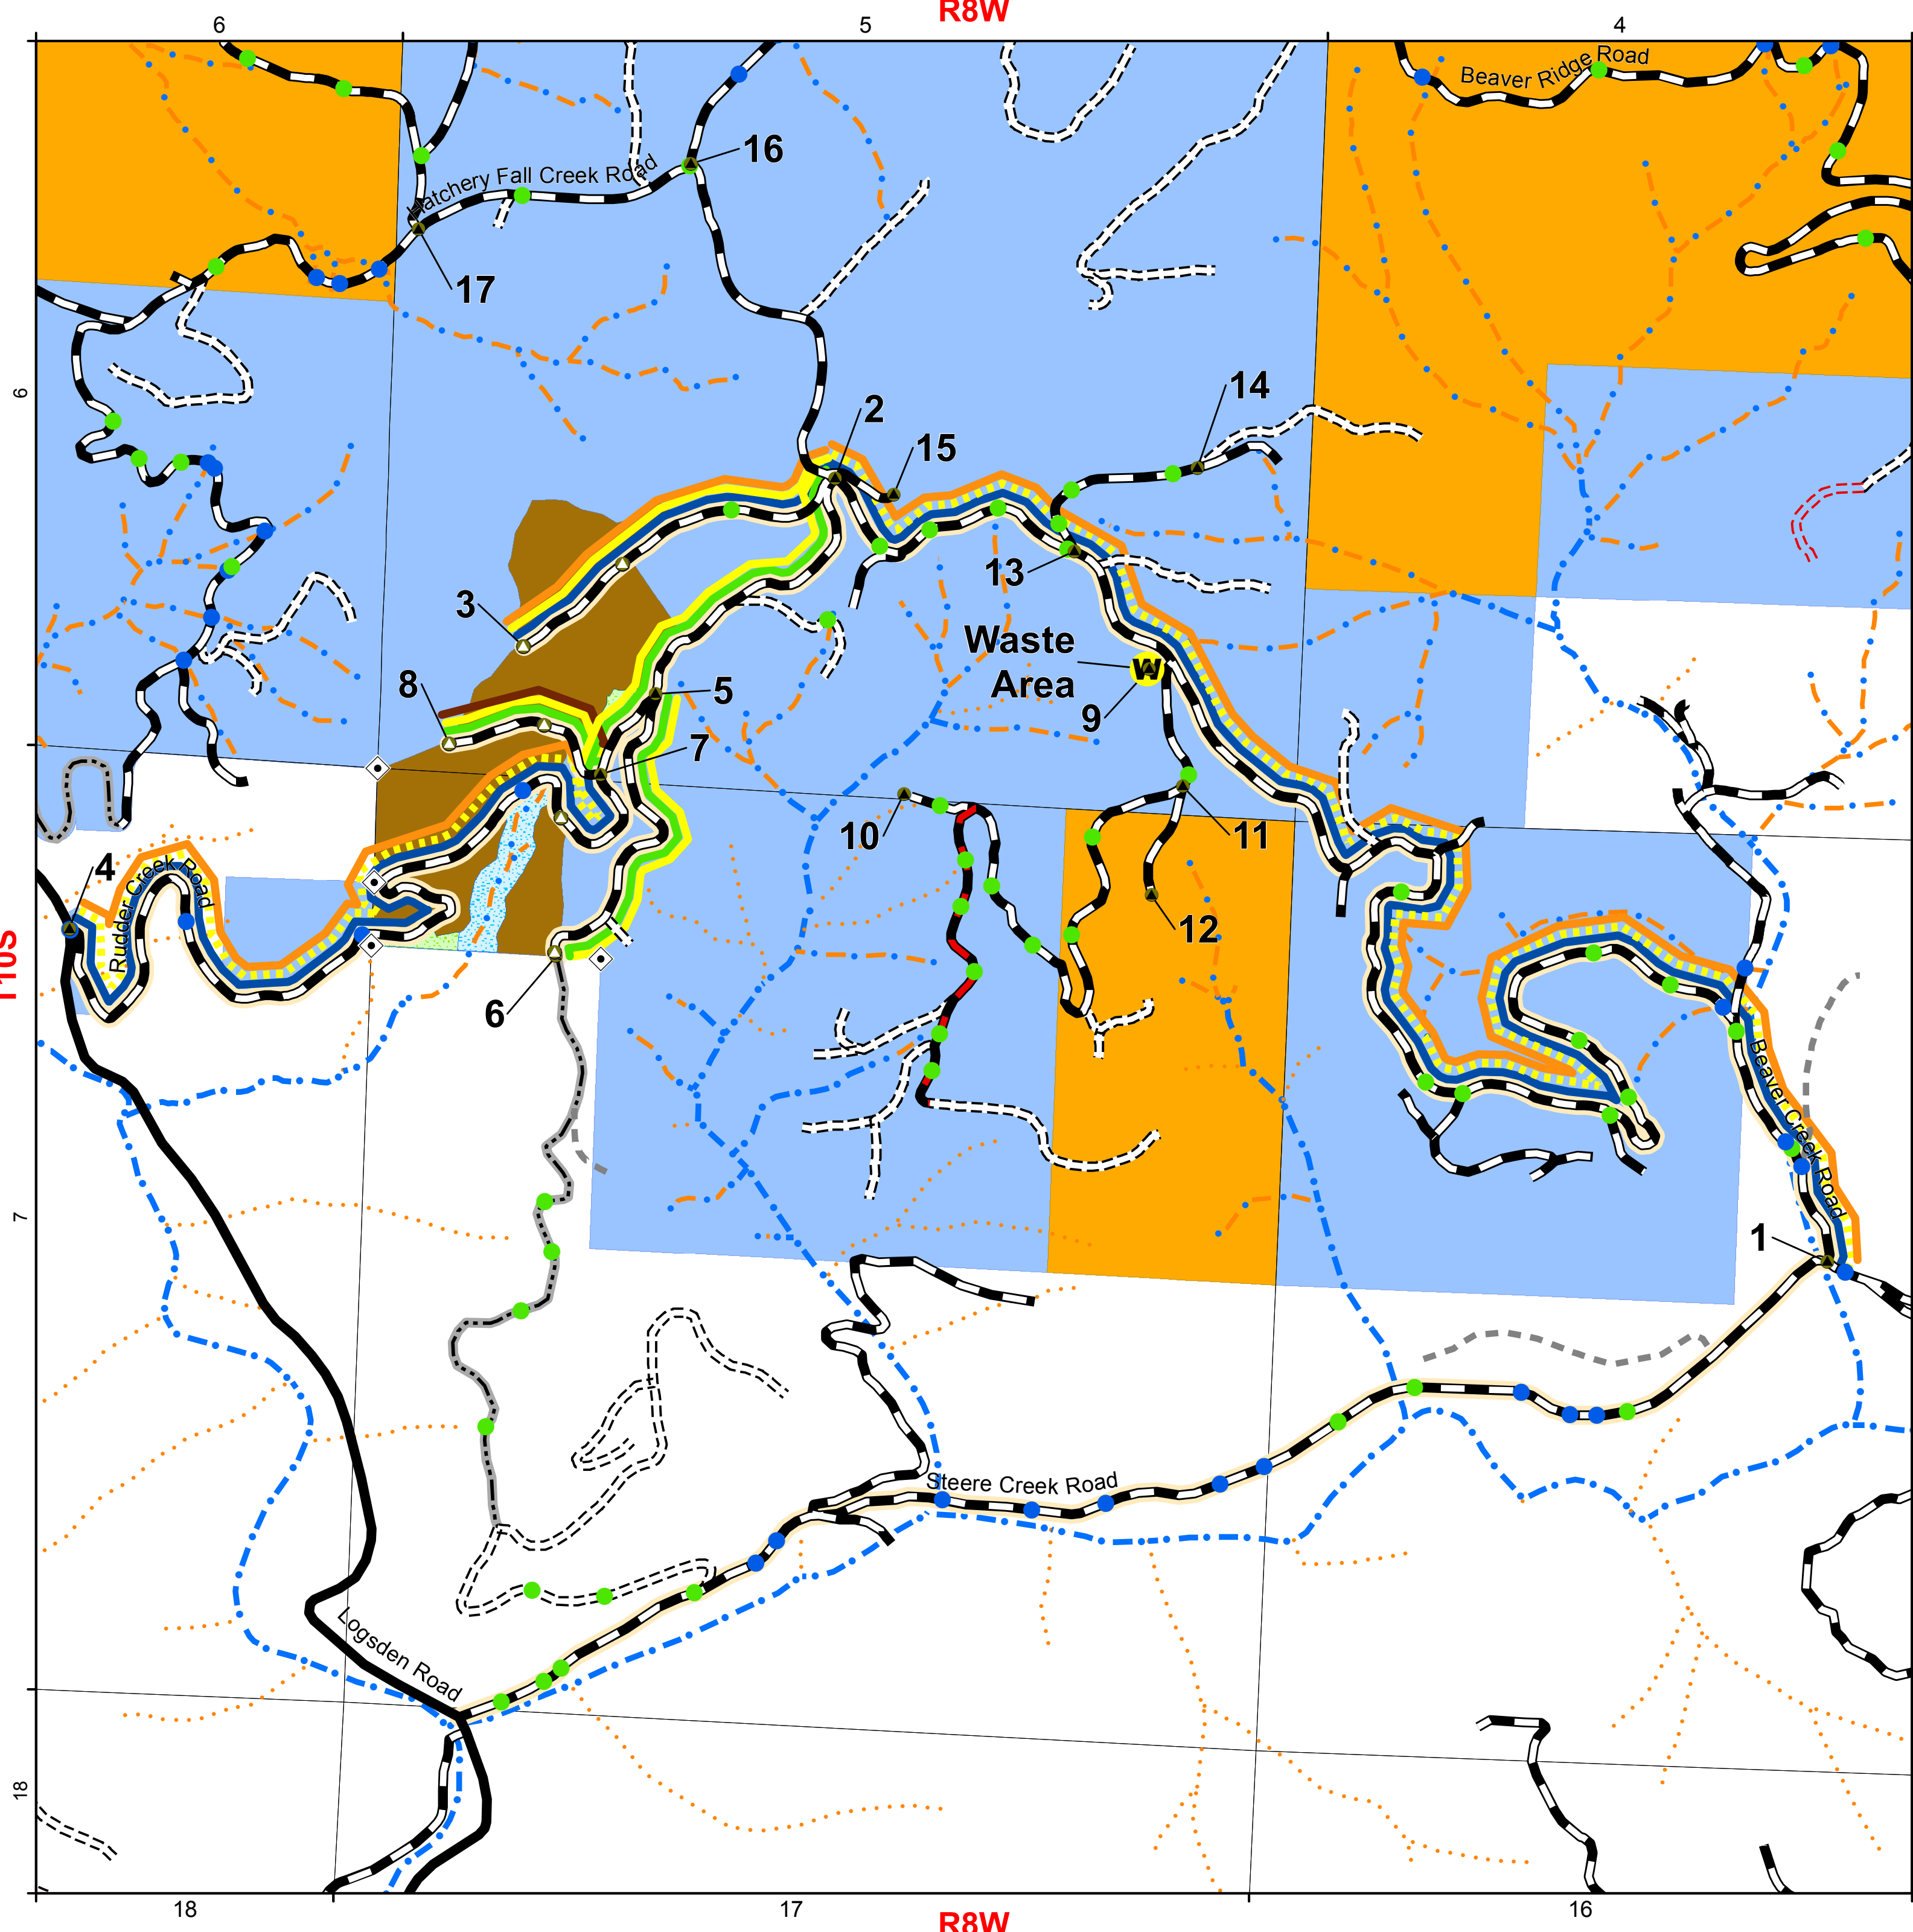 R8W
6
5
4
Beaver Ridge Road
16
Hatchery Fall Creek Road
17
6
14
2
15
13
3
Waste
Area
W
8
5
9
7
10
11
4
Rudder Creek Road
12
T10S
6
Beaver Creek Road
7
1
Steere Creek Road
Logsden Road
18
18
17
16
R8W